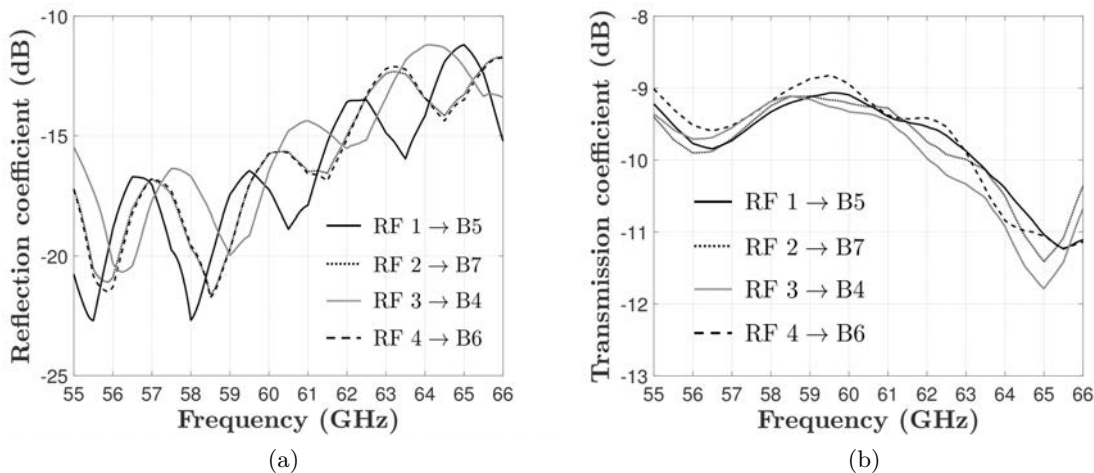 -10
-15
-20
-25
Reflection coefficient (dB)
RF 1 → B5
RF 2 → B7
RF 3 → B4
RF 4 → B6
55 56 57 58 59 60 61 62 63 64 65 66
Frequency (GHz)
(a)
-8
-9
-10
-11
-12
-13
Transmission coefficient (dB)
RF 1 → B5
RF 2 → B7
RF 3 → B4
RF 4 → B6
55 56 57 58 59 60 61 62 63 64 65 66
Frequency (GHz)
(b)